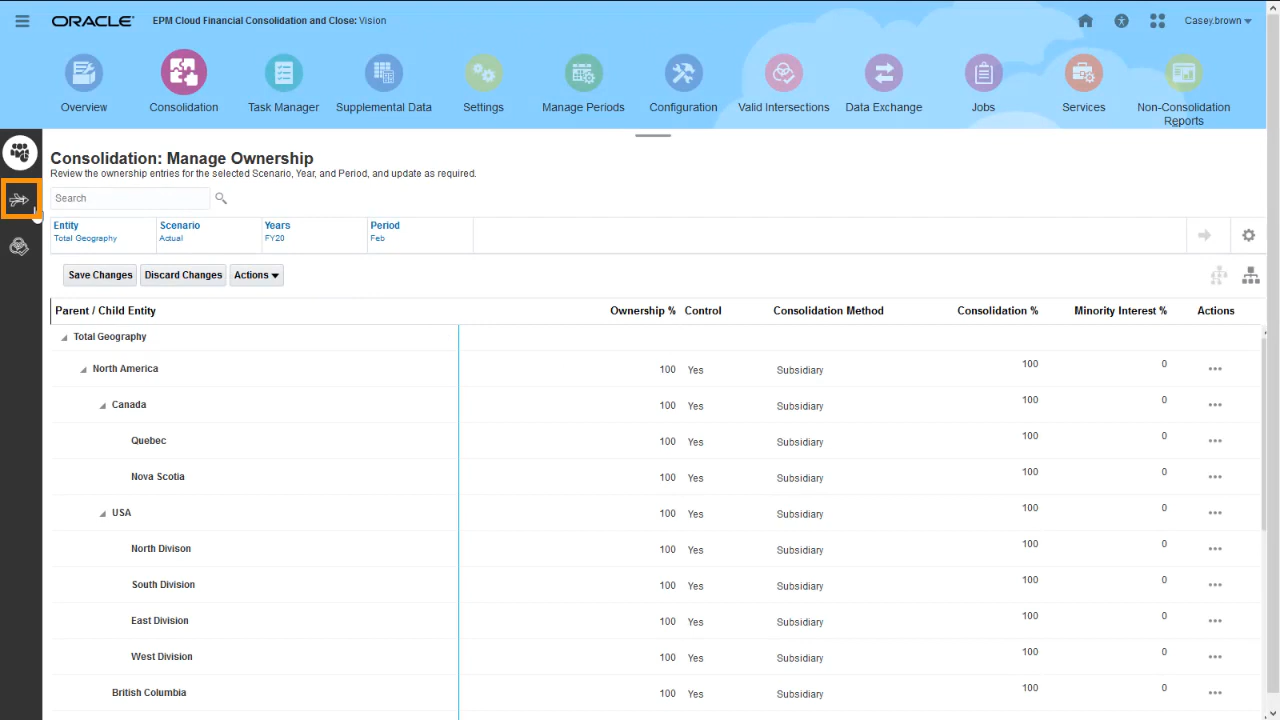 ORACLE EPM Cloud Financial Consolidation and Close: Vision Casey.brown
Overview Consolidation Task Manager Supplemental Data Settings Manage Periods Configuration Valid Intersections Data Exchange Jobs Services Non-Consolidation Reports
Consolidation: Manage Ownership
Review the ownership entries for the selected Scenario, Year, and Period, and update as required.
Search
Entity Scenario Years Period
Total Geography Actual FY20 Feb
Save Changes Discard Changes Actions
Parent / Child Entity Ownership % Control Consolidation Method Consolidation % Minority Interest % Actions
Total Geography
North America 100 Yes Subsidiary 100 0
Canada 100 Yes Subsidiary 100 0
Quebec 100 Yes Subsidiary 100 0
Nova Scotia 100 Yes Subsidiary 100 0
USA 100 Yes Subsidiary 100 0
North Divison 100 Yes Subsidiary 100 0
South Division 100 Yes Subsidiary 100 0
East Division 100 Yes Subsidiary 100 0
West Division 100 Yes Subsidiary 100 0
British Columbia 100 Yes Subsidiary 100 0